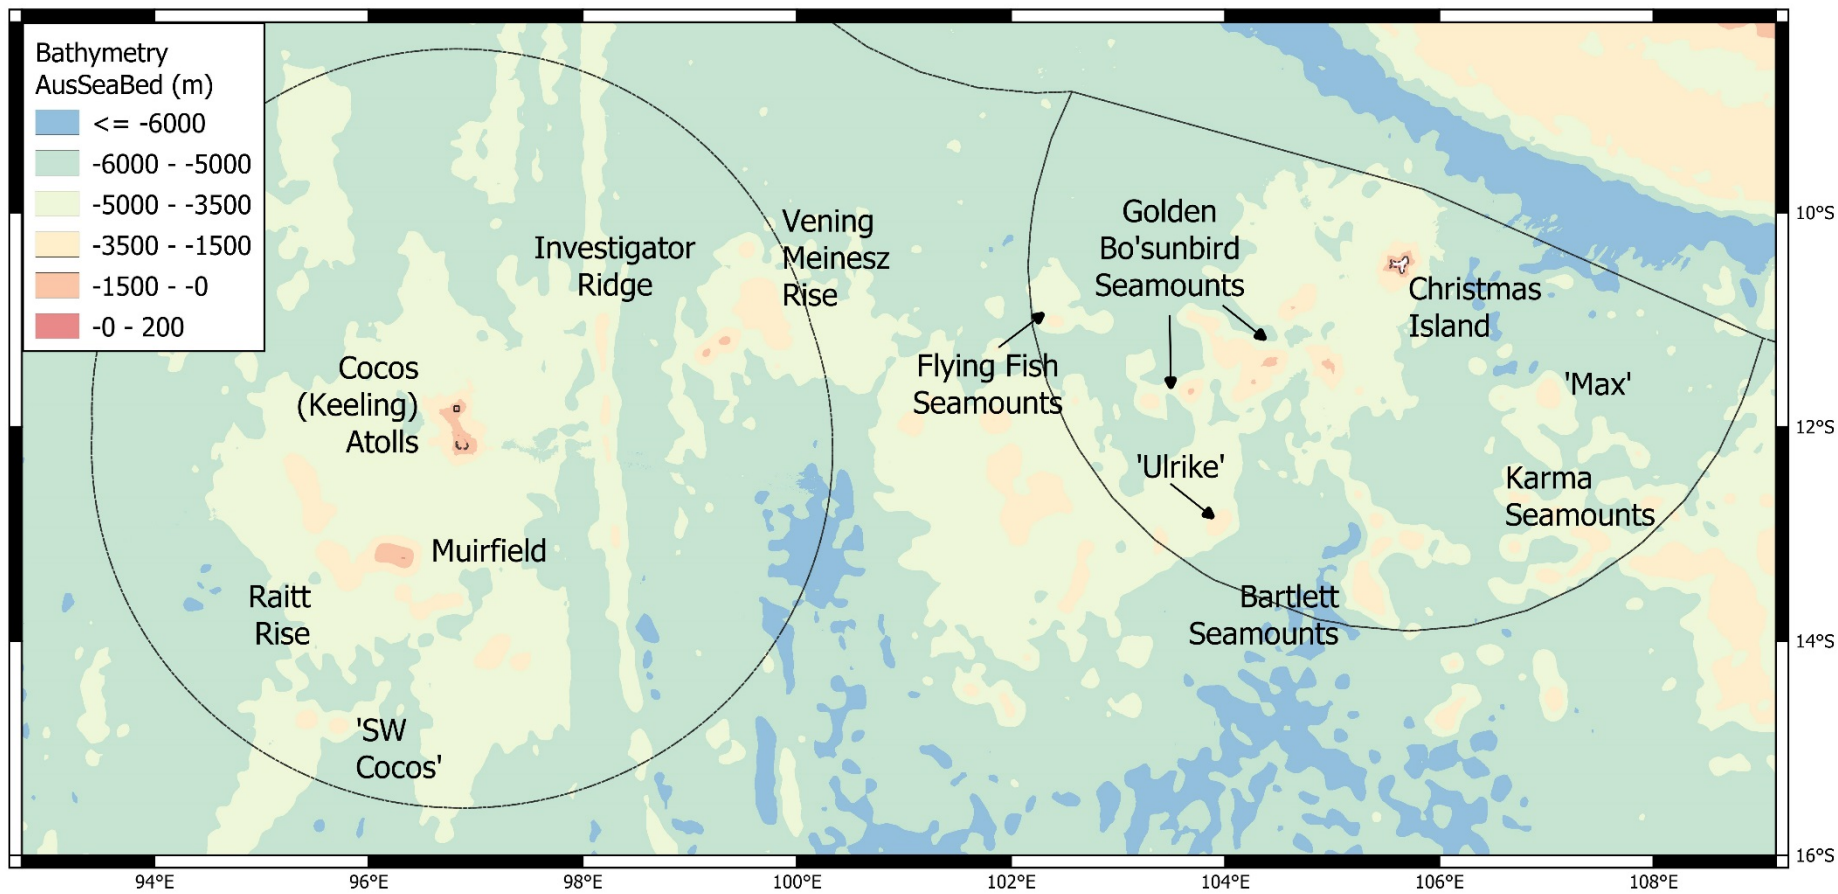 Bathymetry
AusSeaBed (m)
<= -6000
-6000 - -5000
-5000 - -3500
-3500 - -1500
-1500 - -0
-0 - 200
Vening
Meinesz
Rise
Investigator
Ridge
Golden
Bo'sunbird
Seamounts
Christmas
Island
Cocos
(Keeling)
Atolls
Flying Fish
Seamounts
'Max'
'Ulrike'
Karma
Seamounts
Muirfield
Raitt
Rise
Bartlett
Seamounts
'SW
Cocos'
10°S
12°S
14°S
16°S
94°E
96°E
98°E
100°E
102°E
104°E
106°E
108°E